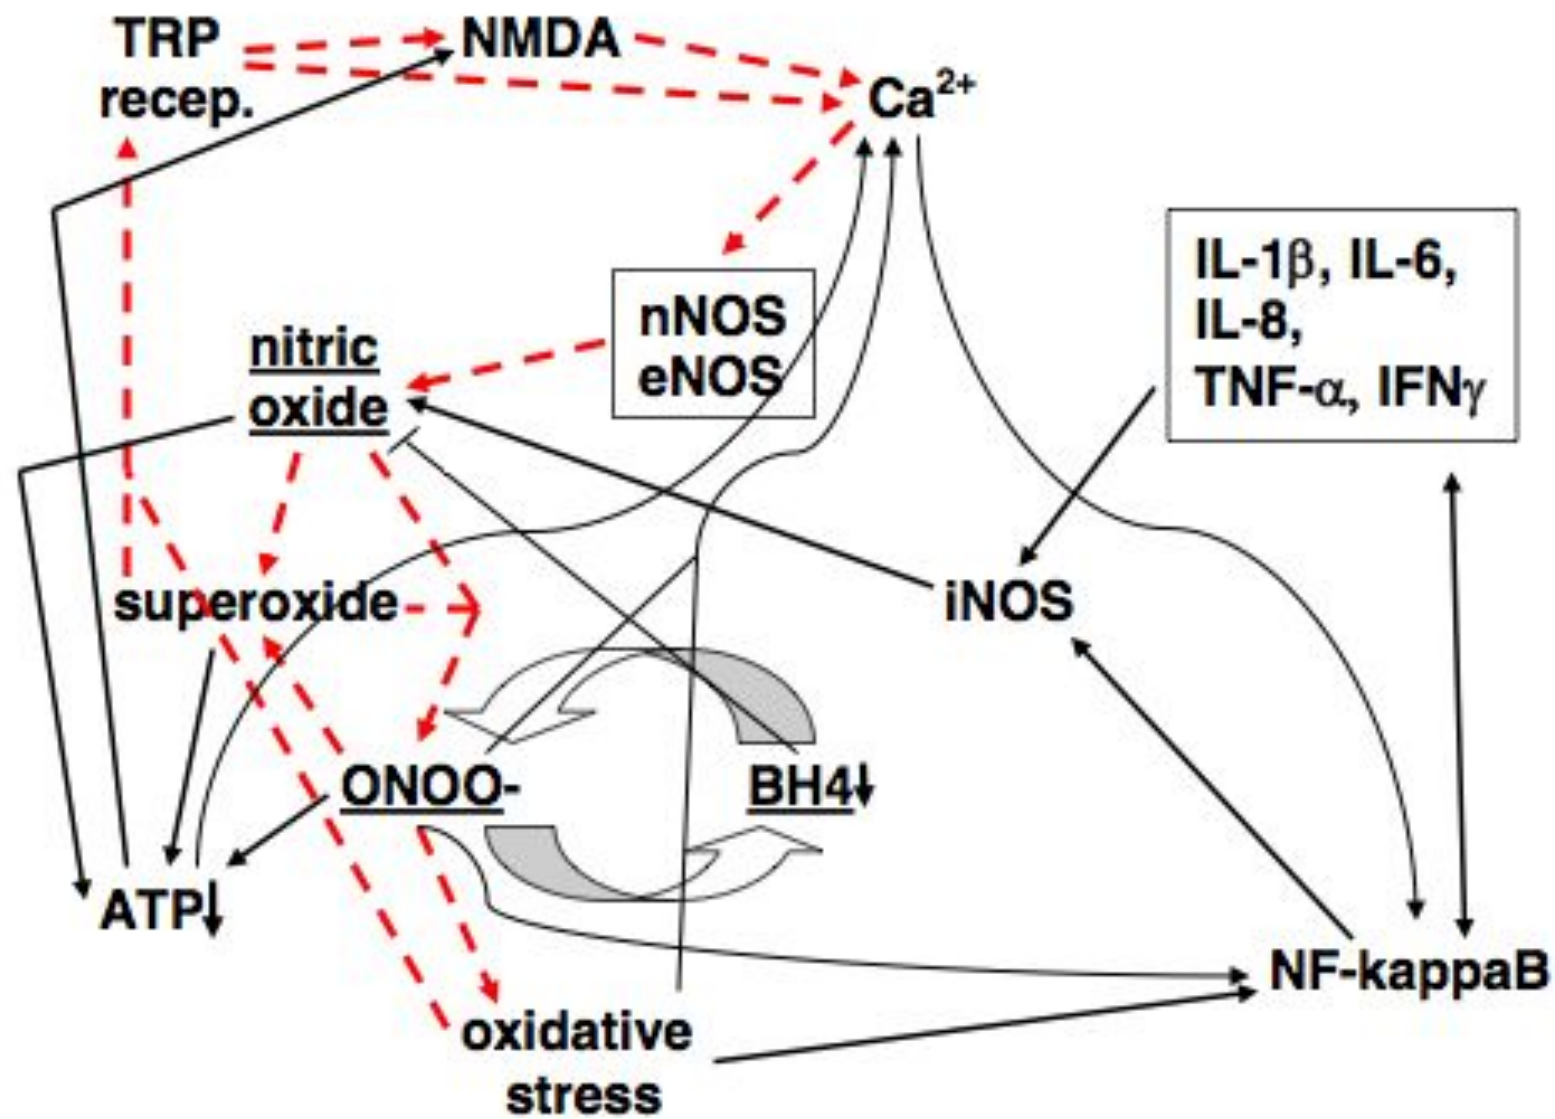 TRP
recep.
NMDA
Ca2+
IL-1β, IL-6,
IL-8,
TNF-α, IFNγ
nNOS
eNOS
nitric
oxide
superoxide
iNOS
ONOO-
BH4↓
ATP↓
NF-kappaB
oxidative
stress